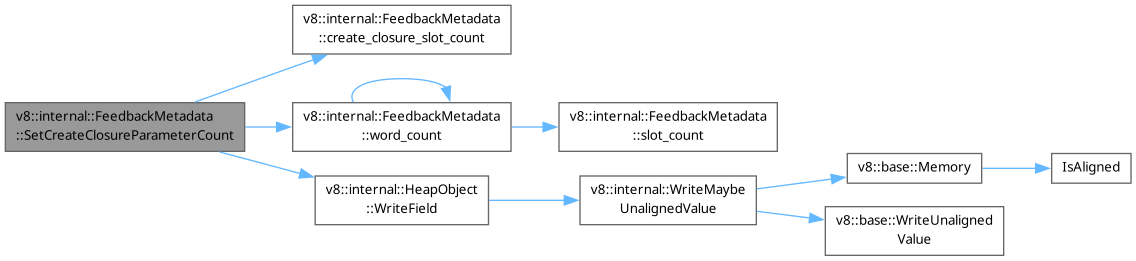 v8::internal::FeedbackMetadata
::SetCreateClosureParameterCount
v8::internal::FeedbackMetadata
::create_closure_slot_count
v8::internal::FeedbackMetadata
::word_count
v8::internal::FeedbackMetadata
::slot_count
v8::internal::HeapObject
::WriteField
v8::internal::WriteMaybe
UnalignedValue
v8::base::Memory
IsAligned
v8::base::WriteUnaligned
Value